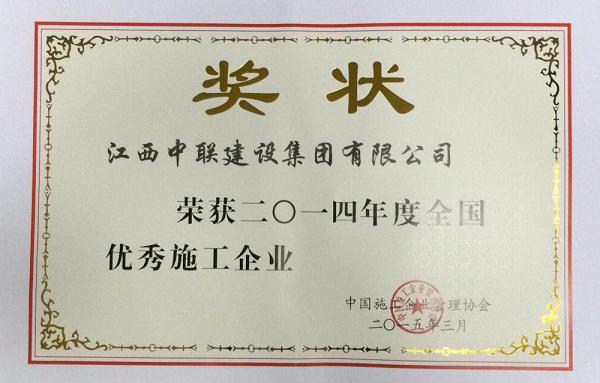 奖状
江西中联建设集团有限公司
荣获二〇一四年度全国
优秀施工企业
中国施工企业管理协会
二〇一五年三月